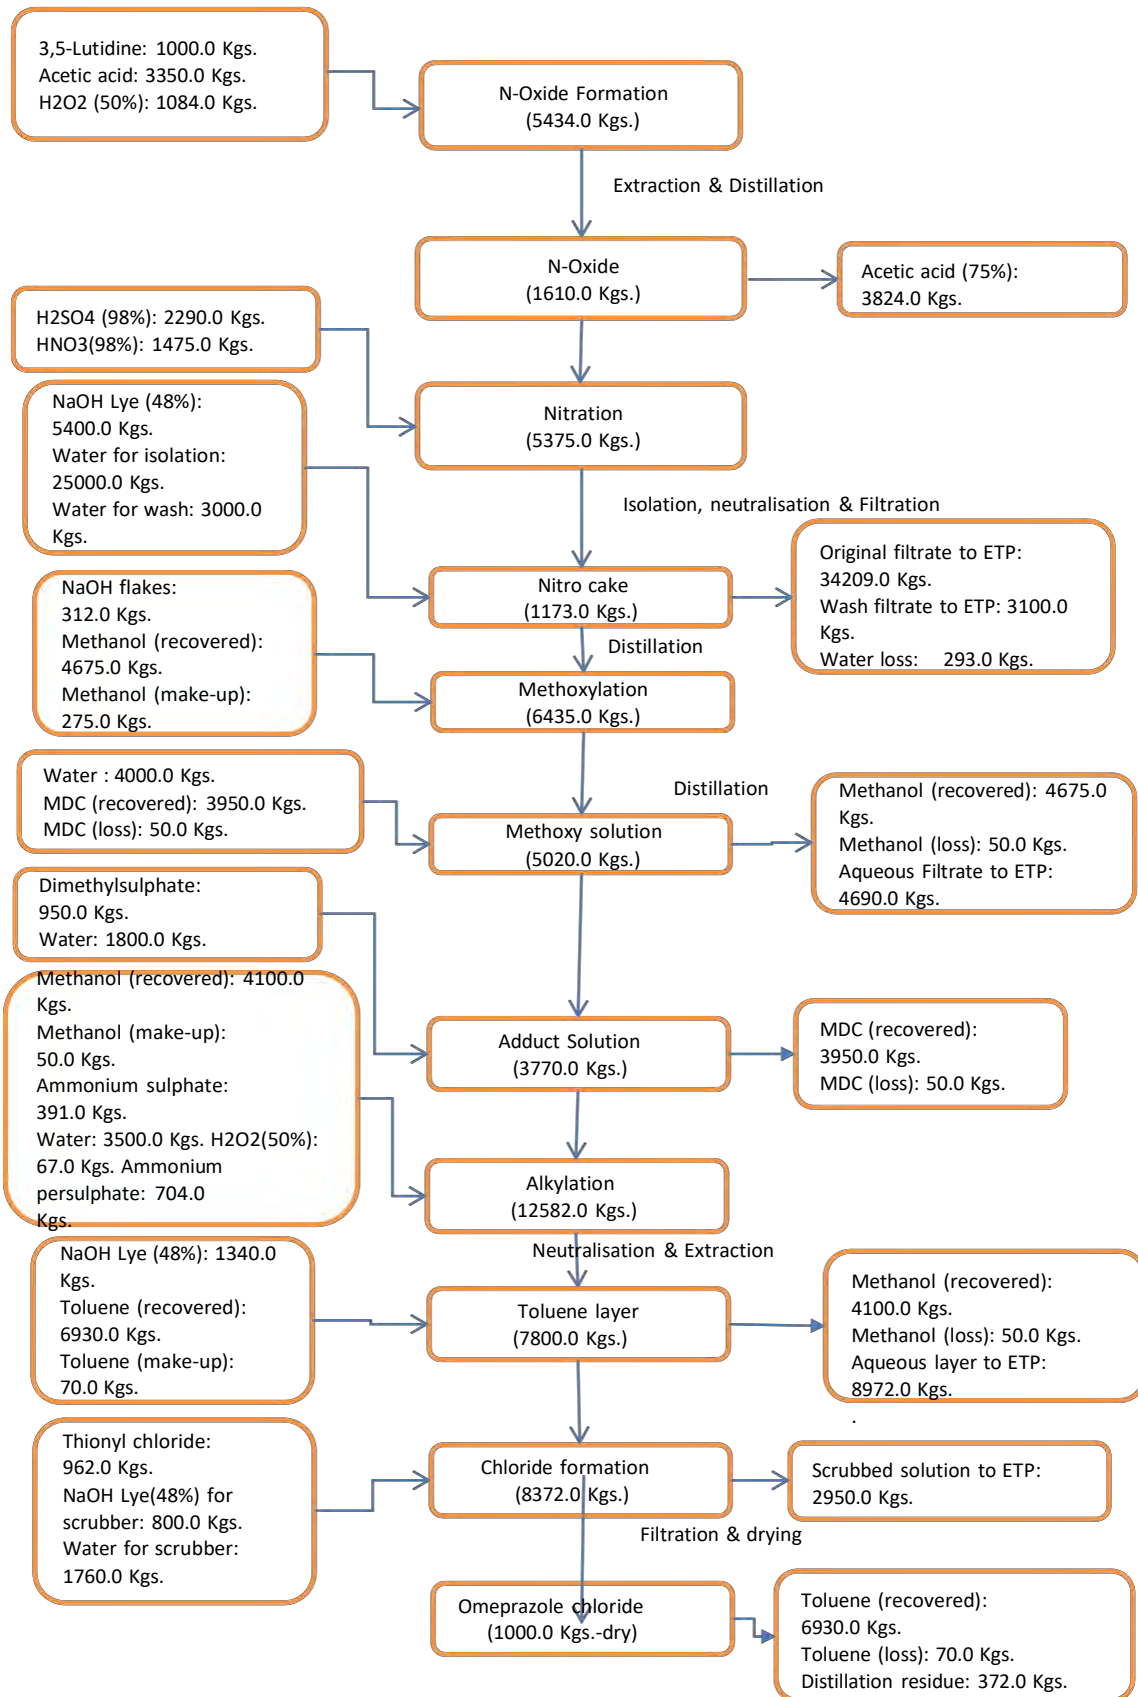 3,5-Lutidine: 1000.0 Kgs.
Acetic acid: 3350.0 Kgs.
H2O2 (50%): 1084.0 Kgs.
N-Oxide Formation
(5434.0 Kgs.)
Extraction & Distillation
N-Oxide
(1610.0 Kgs.)
Acetic acid (75%):
3824.0 Kgs.
H2SO4 (98%): 2290.0 Kgs.
HNO3(98%): 1475.0 Kgs.
Nitration
(5375.0 Kgs.)
NaOH Lye (48%):
5400.0 Kgs.
Water for isolation:
25000.0 Kgs.
Water for wash: 3000.0
Kgs.
Isolation, neutralisation & Filtration
Nitro cake
(1173.0 Kgs.)
Original filtrate to ETP:
34209.0 Kgs.
Wash filtrate to ETP: 3100.0
Kgs.
Water loss: 293.0 Kgs.
Distillation
NaOH flakes:
312.0 Kgs.
Methanol (recovered):
4675.0 Kgs.
Methanol (make-up):
275.0 Kgs.
Methoxylation
(6435.0 Kgs.)
Distillation
Water : 4000.0 Kgs.
MDC (recovered): 3950.0 Kgs.
MDC (loss): 50.0 Kgs.
Methoxy solution
(5020.0 Kgs.)
Methanol (recovered): 4675.0
Kgs.
Methanol (loss): 50.0 Kgs.
Aqueous Filtrate to ETP:
4690.0 Kgs.
Dimethylsulphate:
950.0 Kgs.
Water: 1800.0 Kgs.
Adduct Solution
(3770.0 Kgs.)
MDC (recovered):
3950.0 Kgs.
MDC (loss): 50.0 Kgs.
Methanol (recovered): 4100.0
Kgs.
Methanol (make-up):
50.0 Kgs.
Ammonium sulphate:
391.0 Kgs.
Water: 3500.0 Kgs. H2O2(50%):
67.0 Kgs. Ammonium
persulphate: 704.0
Kgs.
Alkylation
(12582.0 Kgs.)
Neutralisation & Extraction
NaOH Lye (48%): 1340.0
Kgs.
Toluene (recovered):
6930.0 Kgs.
Toluene (make-up):
70.0 Kgs.
Toluene layer
(7800.0 Kgs.)
Methanol (recovered):
4100.0 Kgs.
Methanol (loss): 50.0 Kgs.
Aqueous layer to ETP:
8972.0 Kgs.
.
Thionyl chloride:
962.0 Kgs.
NaOH Lye(48%) for
scrubber: 800.0 Kgs.
Water for scrubber:
1760.0 Kgs.
Chloride formation
(8372.0 Kgs.)
Scrubbed solution to ETP:
2950.0 Kgs.
Filtration & drying
Omeprazole chloride
(1000.0 Kgs.-dry)
Toluene (recovered):
6930.0 Kgs.
Toluene (loss): 70.0 Kgs.
Distillation residue: 372.0 Kgs.